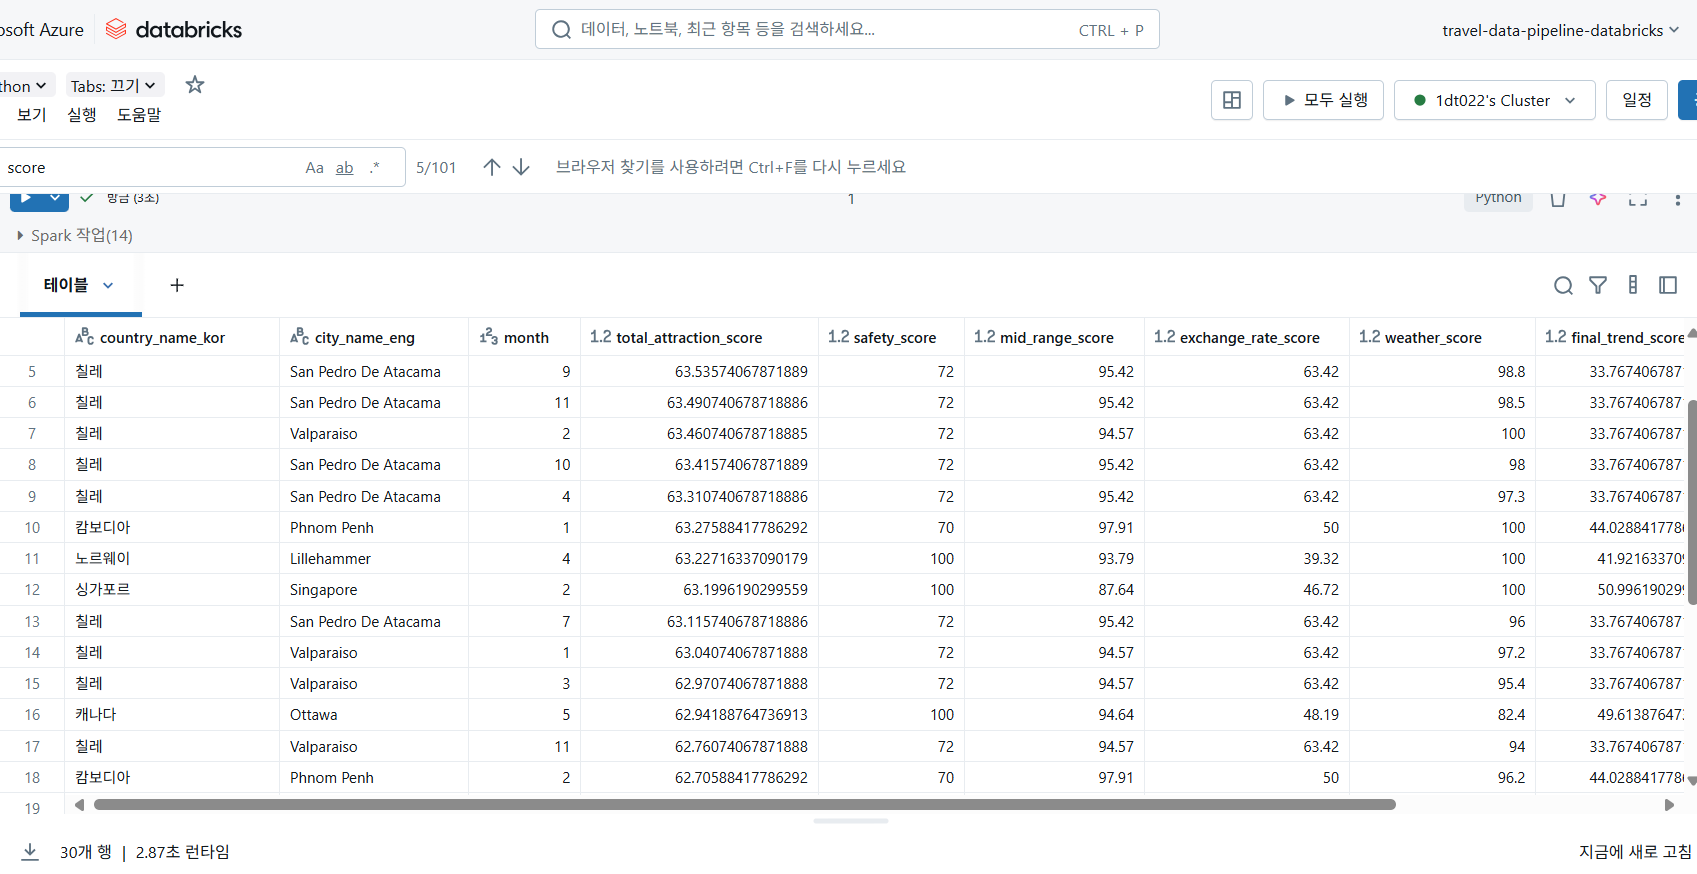 osoft Azure databricks 데이터, 노트북, 최근 항목 등을 검색하세요... CTRL + P travel-data-pipeline-databricks
thon Tabs: 끄기
보기 실행 도움말 모두 실행 1dt022's Cluster 일정
score Aa ab .* 5/101 브라우저 찾기를 사용하려면 Ctrl+F를 다시 누르세요
방금 (3초) 1 Python
Spark 작업(14)
테이블 +
country_name_kor city_name_eng month 1.2 total_attraction_score 1.2 safety_score 1.2 mid_range_score 1.2 exchange_rate_score 1.2 weather_score 1.2 final_trend_score
5 칠레 San Pedro De Atacama 9 63.53574067871889 72 95.42 63.42 98.8 33.767406787
6 칠레 San Pedro De Atacama 11 63.490740678718886 72 95.42 63.42 98.5 33.767406787
7 칠레 Valparaiso 2 63.460740678718885 72 94.57 63.42 100 33.767406787
8 칠레 San Pedro De Atacama 10 63.41574067871889 72 95.42 63.42 98 33.767406787
9 칠레 San Pedro De Atacama 4 63.310740678718886 72 95.42 63.42 97.3 33.767406787
10 캄보디아 Phnom Penh 1 63.27588417786292 70 97.91 50 100 44.028841778
11 노르웨이 Lillehammer 4 63.22716337090179 100 93.79 39.32 100 41.92163370
12 싱가포르 Singapore 2 63.1996190299559 100 87.64 46.72 100 50.99619029
13 칠레 San Pedro De Atacama 7 63.115740678718886 72 95.42 63.42 96 33.767406787
14 칠레 Valparaiso 1 63.04074067871888 72 94.57 63.42 97.2 33.767406787
15 칠레 Valparaiso 3 62.97074067871888 72 94.57 63.42 95.4 33.767406787
16 캐나다 Ottawa 5 62.94188764736913 100 94.64 48.19 82.4 49.61387647
17 칠레 Valparaiso 11 62.76074067871888 72 94.57 63.42 94 33.767406787
18 캄보디아 Phnom Penh 2 62.70588417786292 70 97.91 50 96.2 44.028841778
19
30개 행 | 2.87초 런타임 지금에 새로 고침